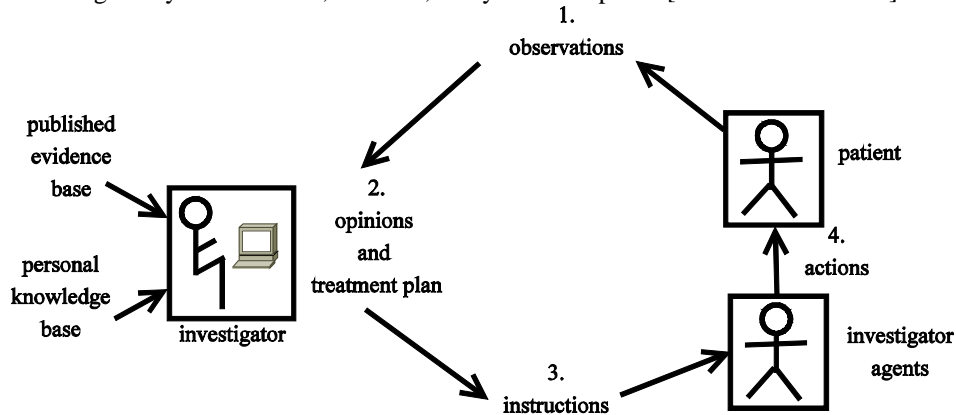 1.
observations
published
evidence
base
patient
2.
opinions
and
treatment plan
4.
actions
personal
knowledge
base
investigator
investigator
agents
3.
instructions